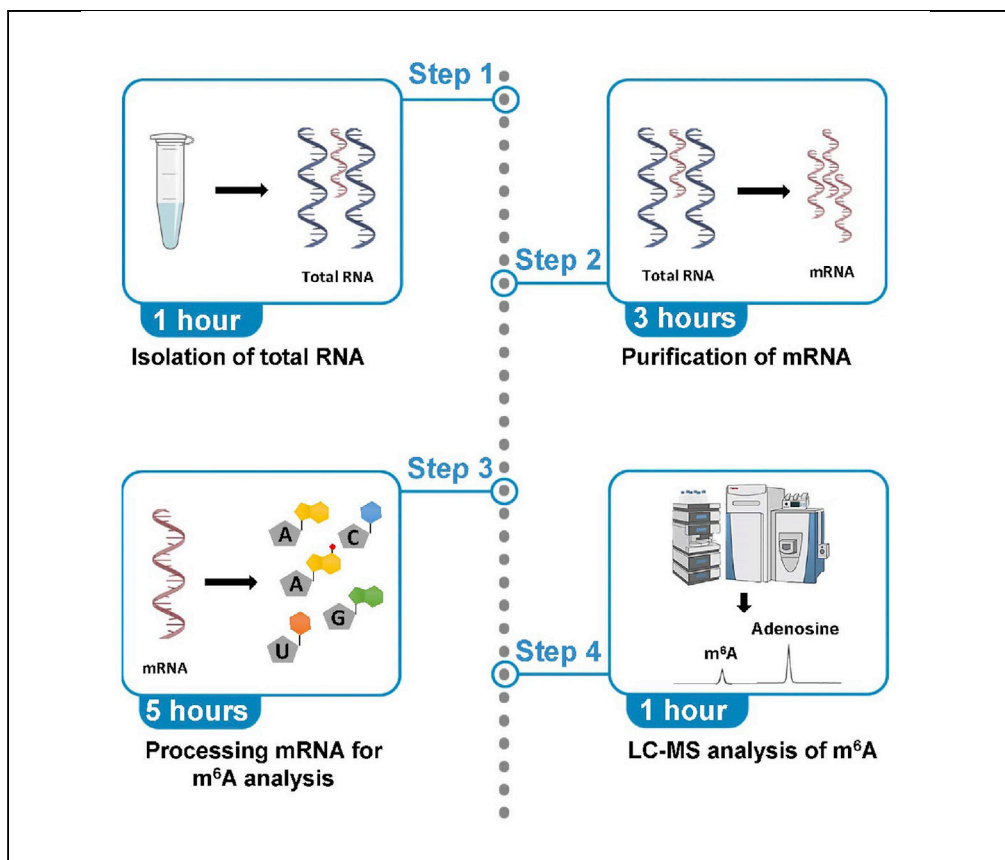 Step 1
Total RNA
1 hour
Isolation of total RNA
Step 2
Total RNA
mRNA
3 hours
Purification of mRNA
Step 3
A
C
A
G
U
mRNA
5 hours
Processing mRNA for
m⁶A analysis
Step 4
Adenosine
m⁶A
1 hour
LC-MS analysis of m⁶A